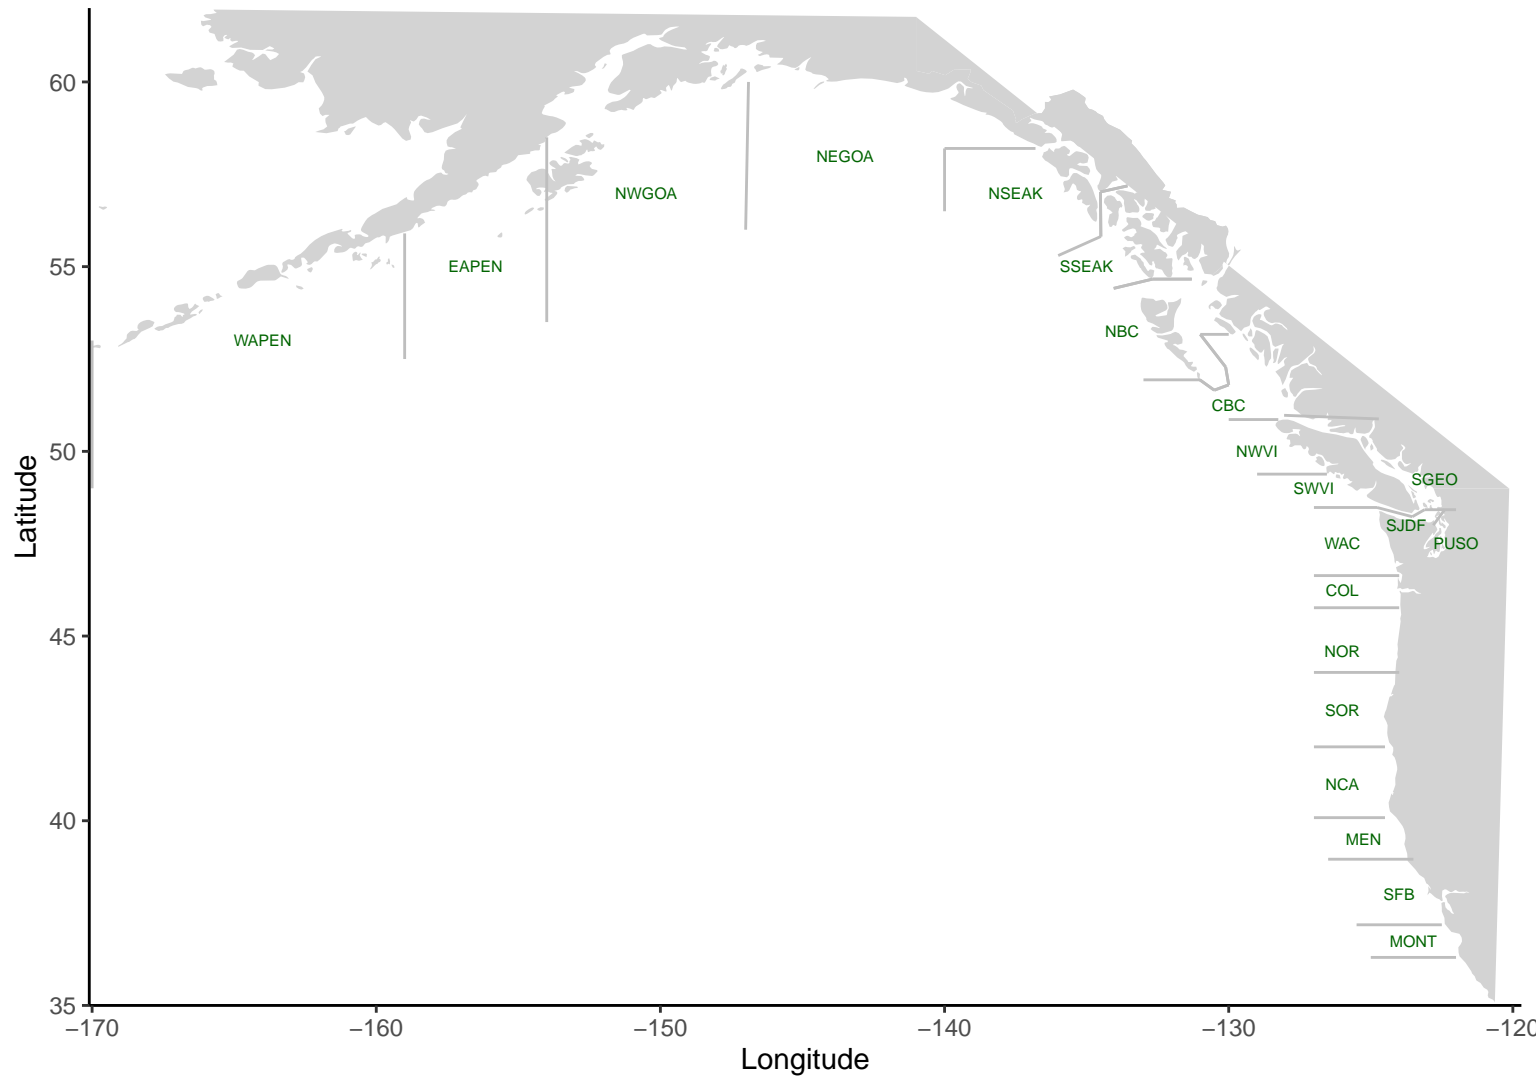 60
55
50
45
40
35
Latitude
NEGOA
NWGOA
NSEAK
EAPEN
SSEAK
WAPEN
NBC
CBC
NWVI
SGEO
SWVI
SJDF
WAC
PUSO
COL
NOR
SOR
NCA
MEN
SFB
MONT
−170
−160
−150
−140
−130
−120
Longitude